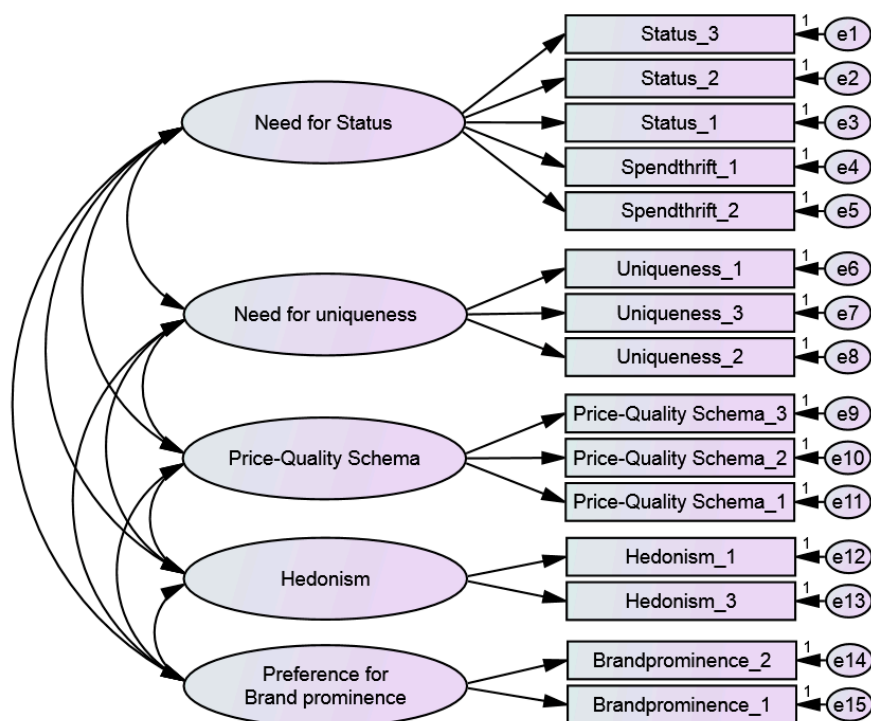 Status_3
1
e1
Need for Status
Status_2
1
e2
Status_1
1
e3
Spendthrift_1
1
e4
Spendthrift_2
1
e5
Need for uniqueness
Uniqueness_1
1
e6
Uniqueness_3
1
e7
Uniqueness_2
1
e8
Price-Quality Schema
Price-Quality Schema_3
1
e9
Price-Quality Schema_2
1
e10
Price-Quality Schema_1
1
e11
Hedonism
Hedonism_1
1
e12
Hedonism_3
1
e13
Preference for
Brand prominence
Brandprominence_2
1
e14
Brandprominence_1
1
e15